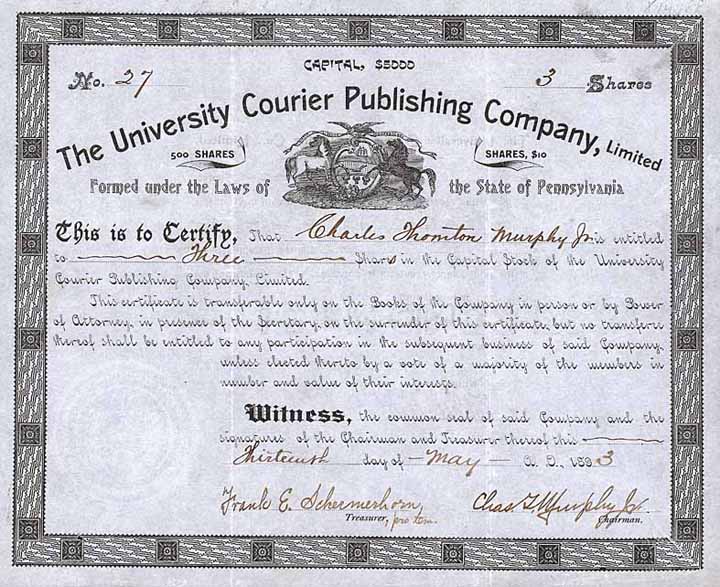 CAPITAL, $5000
No. 27
3 Shares
The University Courier Publishing Company, Limited
500 SHARES
SHARES, $10
Formed under the Laws of the State of Pennsylvania
This is to Certify, That Charles Thornton Murphy Jr. is entitled
to Three Shares in the Capital Stock of the University
Courier Publishing Company, Limited.
This certificate is transferable only on the Books of the Company in person or by Power
of Attorney, in presence of the Secretary, on the surrender of this certificate, but no transfere
thereof shall be entitled to any participation in the subsequent business of said Company,
unless elected thereto by a vote of a majority of the members in
number and value of their interests.
Witness, the common seal of said Company and the
signatures of the Chairman and Treasurer thereof this
Thirteenth day of May A. D. 1893
Frank E. Schermerhorn, Chas T Murphy Jr.
Treasurer, pro tem. Chairman.